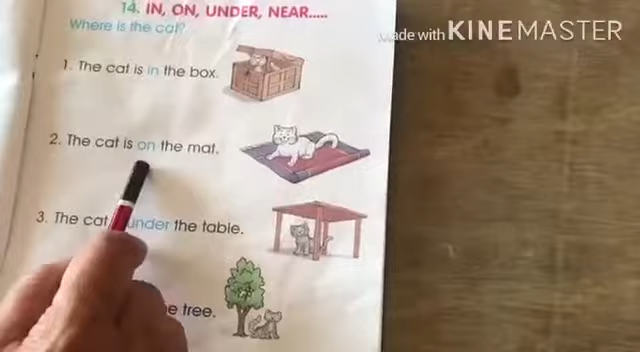 14. IN, ON, UNDER, NEAR.....
Where is the cat?
1. The cat is in the box.
2. The cat is on the mat.
3. The cat under the table.
tree.
Made with KINEMASTER